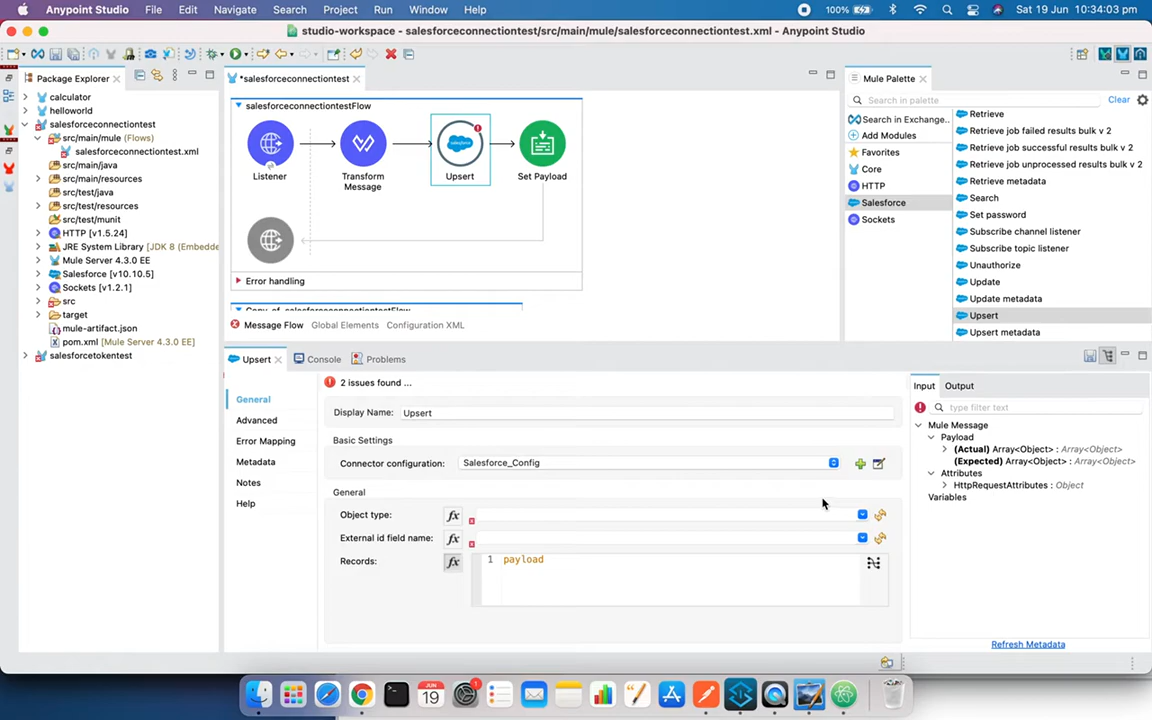 Anypoint Studio File Edit Navigate Search Project Run Window Help 100% Sat 19 Jun 10:34:03 pm
studio-workspace - salesforceconnectiontest/src/main/mule/salesforceconnectiontest.xml - Anypoint Studio
Package Explorer
calculator
helloworld
salesforceconnectiontest
src/main/mule (Flows)
salesforceconnectiontest.xml
src/main/java
src/main/resources
src/test/java
src/test/resources
src/test/munit
HTTP [v1.5.24]
JRE System Library [JDK 8 (Embedde
Mule Server 4.3.0 EE
Salesforce [v10.10.5]
Sockets [v1.2.1]
src
target
mule-artifact.json
pom.xml [Mule Server 4.3.0 EE]
salesforcetokentest
*salesforceconnectiontest
salesforceconnectiontestFlow
Listener
Transform
Message
Upsert
Set Payload
Error handling
Copy_of_salesforceconnectiontestFlow
Message Flow Global Elements Configuration XML
Mule Palette
Search in palette
Clear
Search in Exchange..
Add Modules
Favorites
Core
HTTP
Salesforce
Sockets
Retrieve
Retrieve job failed results bulk v 2
Retrieve job successful results bulk v 2
Retrieve job unprocessed results bulk v 2
Retrieve metadata
Search
Set password
Subscribe channel listener
Subscribe topic listener
Unauthorize
Update
Update metadata
Upsert
Upsert metadata
Upsert Console Problems
General
Advanced
Error Mapping
Metadata
Notes
Help
2 issues found ...
Display Name: Upsert
Basic Settings
Connector configuration: Salesforce_Config
General
Object type: fx
External id field name: fx
Records: fx 1 payload
Input Output
type filter text
Mule Message
Payload
(Actual) Array<Object> : Array<Object>
(Expected) Array<Object> : Array<Object>
Attributes
HttpRequestAttributes : Object
Variables
Refresh Metadata
JUN
19
1